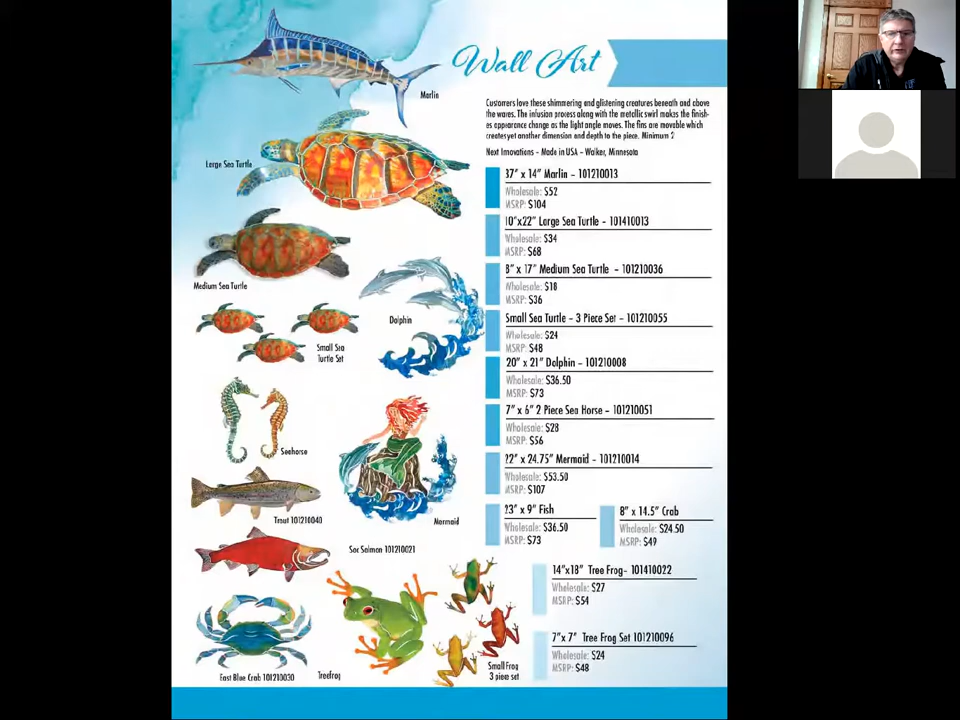 Wall Art
Marlin
Customers love these shimmering and glistening creatures beneath and above
the waves. The infusion process along with the metallic swirl makes the finish-
es appearance change as the light angle moves. The fins are movable which
creates yet another dimension and depth to the piece. Minimum 2
Next Innovations - Made in USA - Walker, Minnesota
Large Sea Turtle
37" x 14" Marlin - 101210013
Wholesale: $52
MSRP: $104
10"x22" Large Sea Turtle - 101410013
Wholesale: $34
MSRP: $68
8" x 17" Medium Sea Turtle - 101210036
Wholesale: $18
MSRP: $36
Medium Sea Turtle
Small Sea Turtle - 3 Piece Set - 101210055
Wholesale: $24
MSRP: $48
Dolphin
Small Sea
Turtle Set
20" x 21" Dolphin - 101210008
Wholesale: $36.50
MSRP: $73
7" x 6" 2 Piece Sea Horse - 101210051
Wholesale: $28
MSRP: $56
Seahorse
22" x 24.75" Mermaid - 101210014
Wholesale: $53.50
MSRP: $107
Trout 101210040
Mermaid
23" x 9" Fish
Wholesale: $36.50
MSRP: $73
8" x 14.5" Crab
Wholesale: $24.50
MSRP: $49
Soc Salmon 101210021
14"x18" Tree Frog- 101410022
Wholesale: $27
MSRP: $54
7"x 7" Tree Frog Set 101210096
Wholesale: $24
MSRP: $48
East Blue Crab 101210030
Treefrog
Small Frog
3 piece set